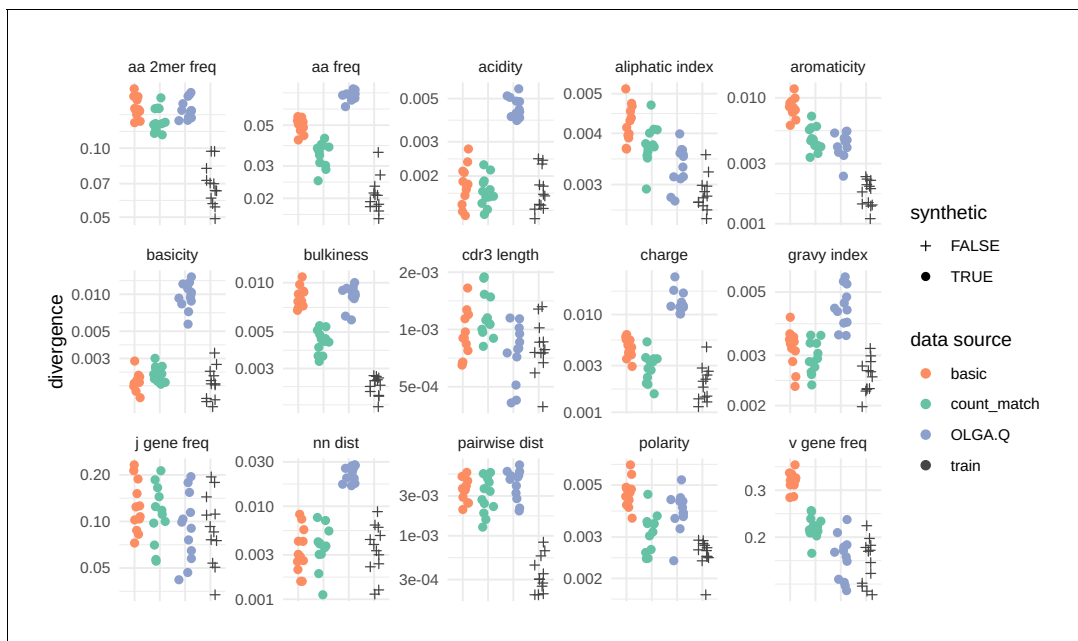 aa 2mer freq
0.10
0.07
0.05
aa freq
0.05
0.03
0.02
acidity
0.005
0.003
0.002
aliphatic index
0.005
0.004
0.003
aromaticity
0.010
0.003
0.001
divergence
basicity
0.010
0.005
0.003
bulkiness
0.010
0.005
0.003
cdr3 length
2e-03
1e-03
5e-04
charge
0.010
0.003
0.001
gravy index
0.005
0.003
0.002
j gene freq
0.20
0.10
0.05
nn dist
0.030
0.010
0.003
0.001
pairwise dist
3e-03
1e-03
3e-04
polarity
0.005
0.003
0.002
v gene freq
0.3
0.2
synthetic
FALSE
TRUE
data source
basic
count_match
OLGA.Q
train